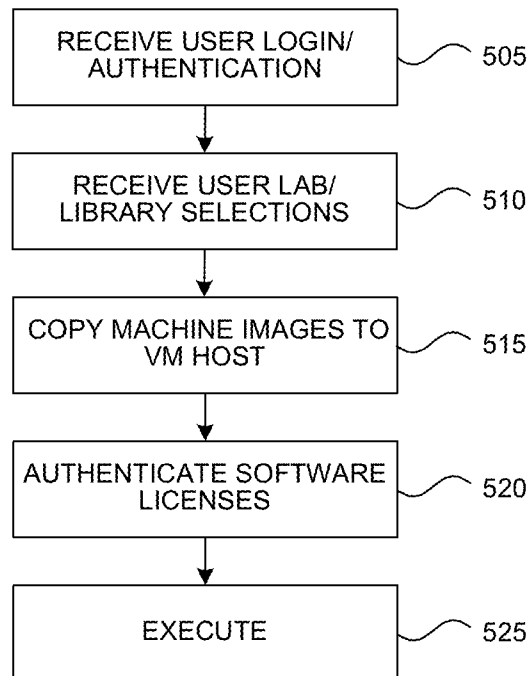 RECEIVE USER LOGIN/
AUTHENTICATION
505
RECEIVE USER LAB/
LIBRARY SELECTIONS
510
COPY MACHINE IMAGES TO
VM HOST
515
AUTHENTICATE SOFTWARE
LICENSES
520
EXECUTE
525